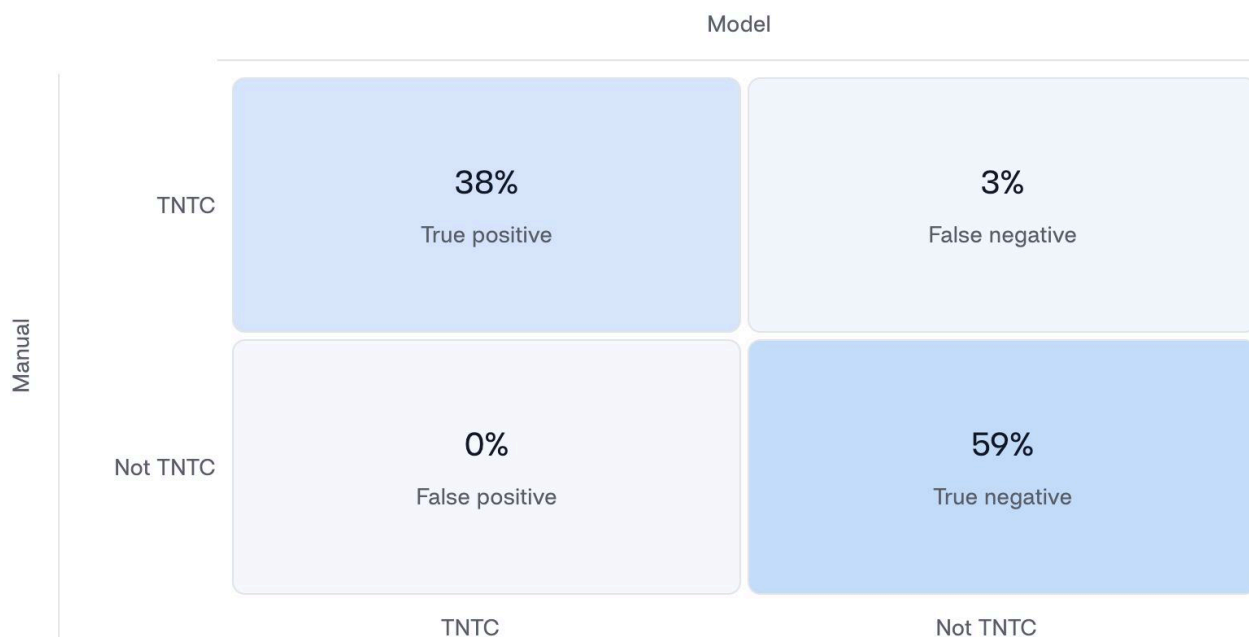 Model
38%
3%
TNTC
True positive
False negative
Manual
0%
59%
Not TNTC
False positive
True negative
TNTC
Not TNTC